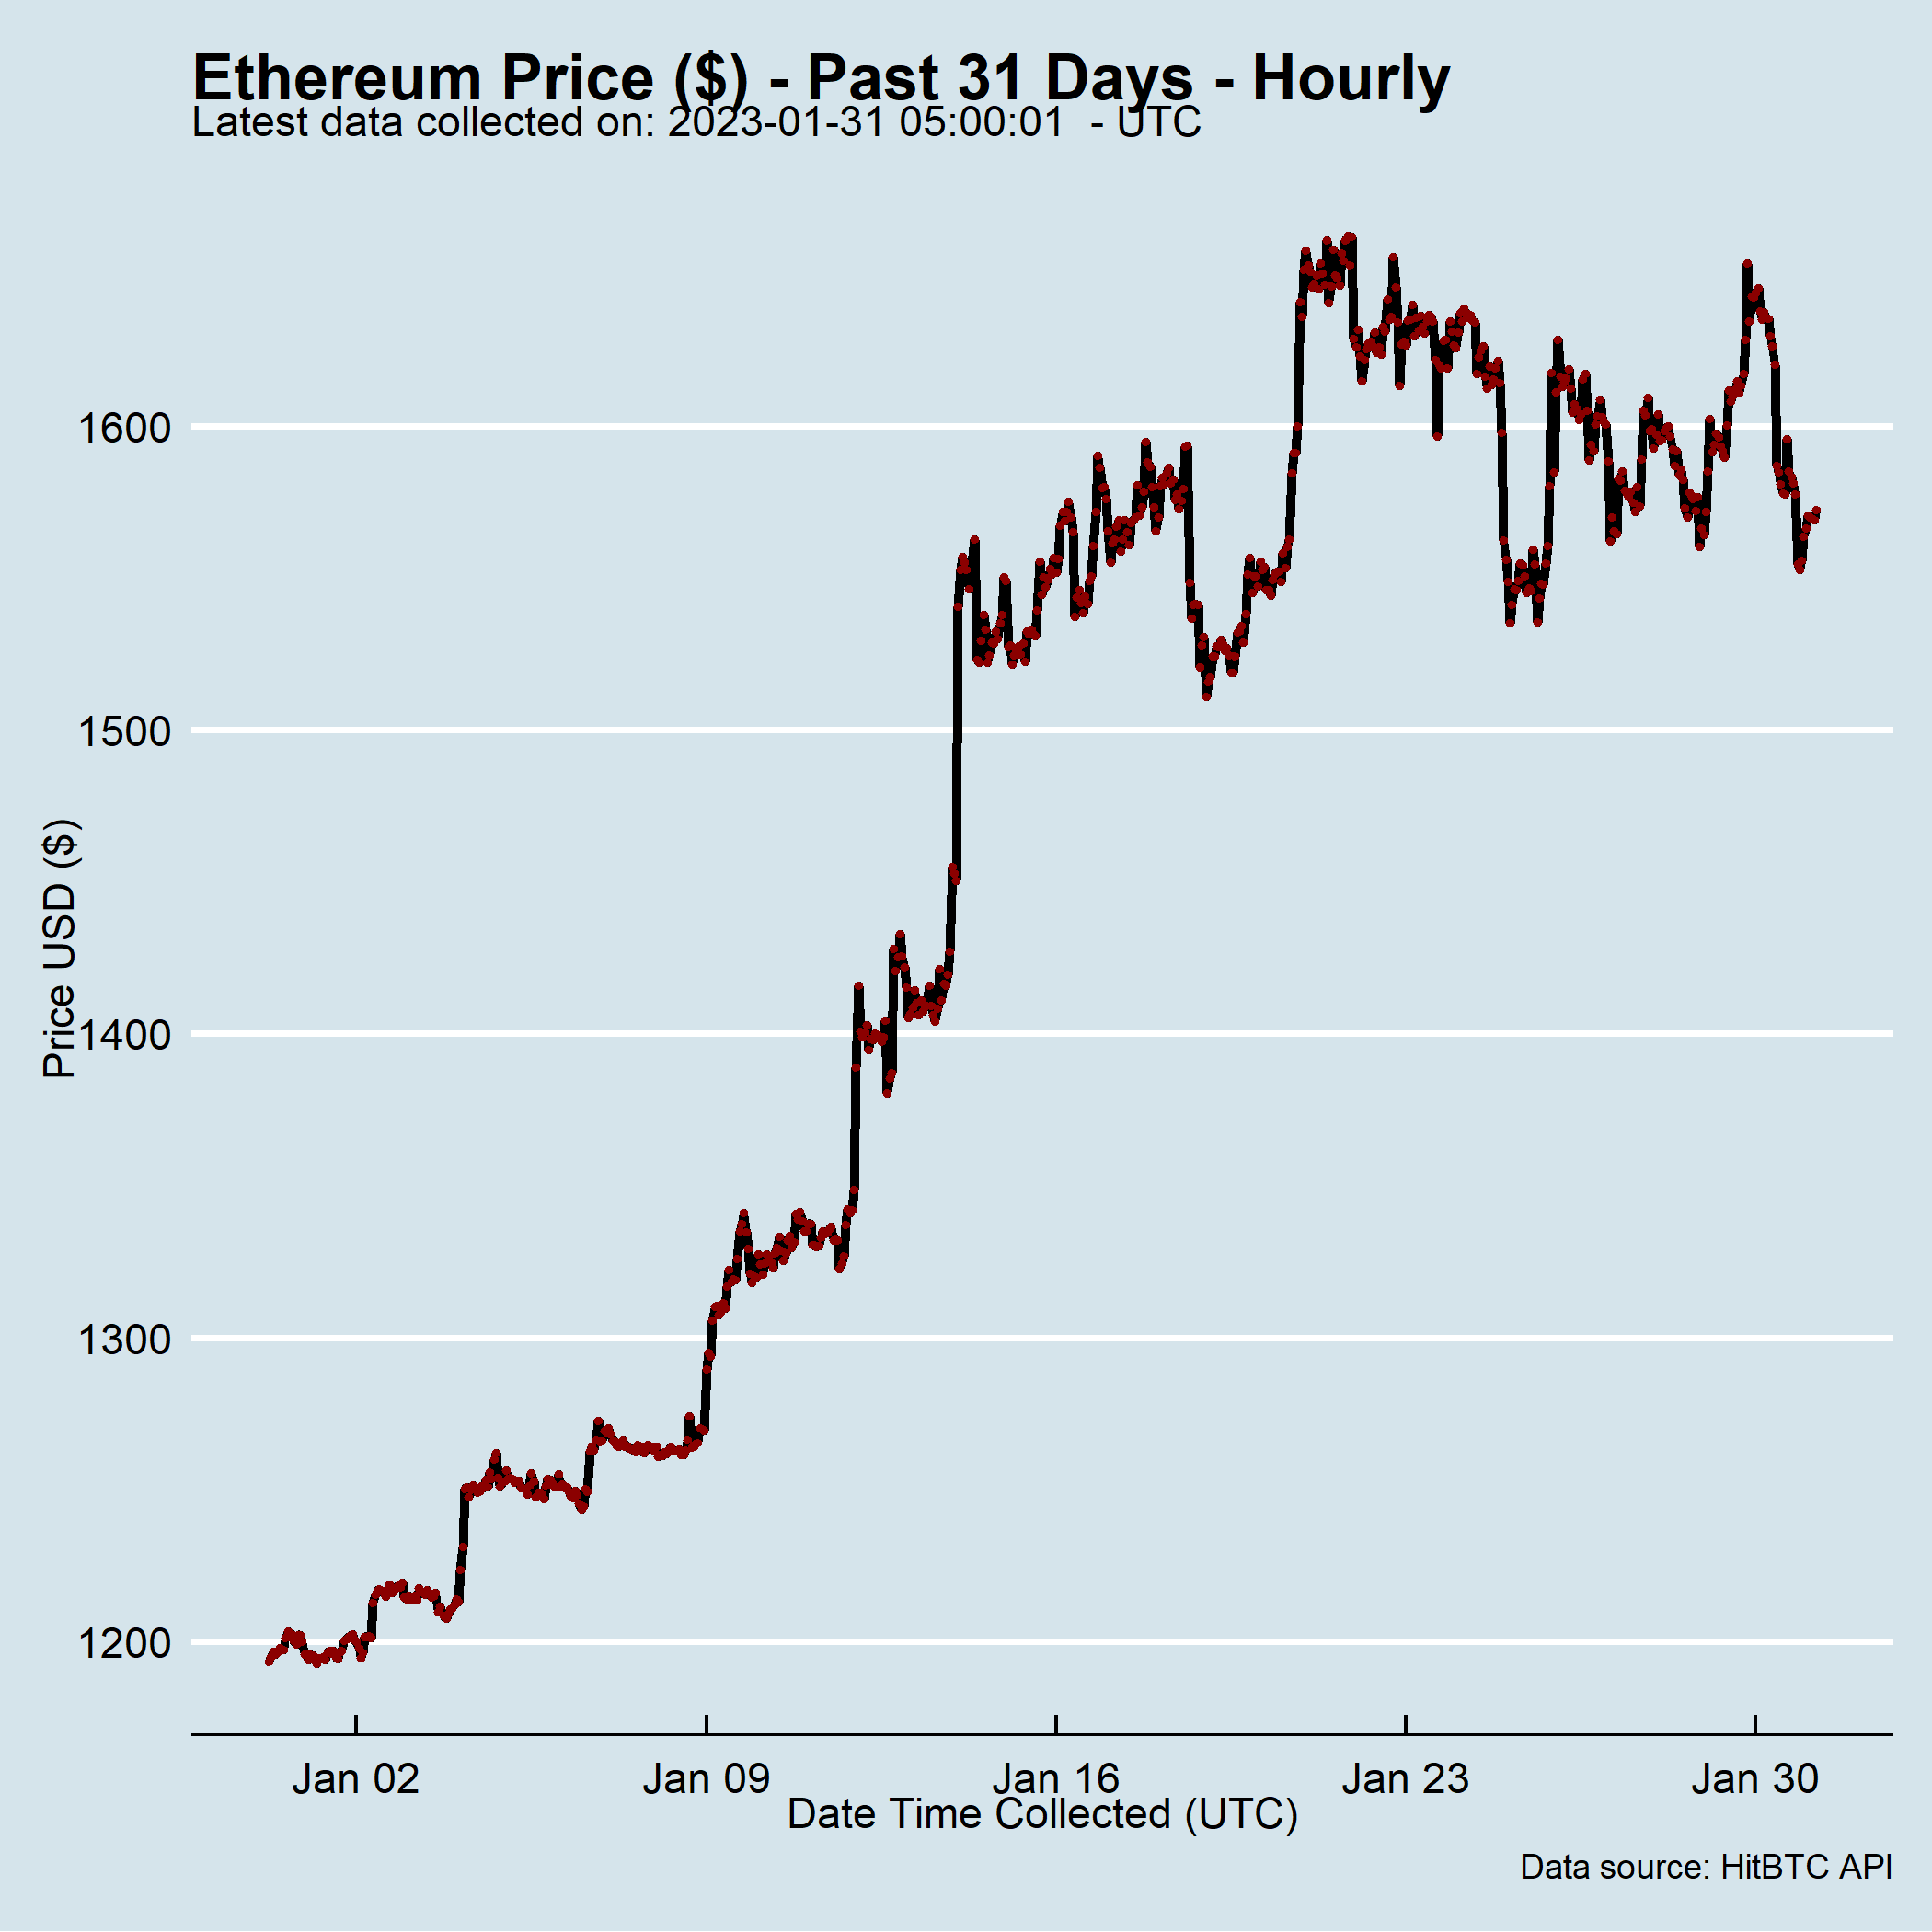 Ethereum Price ($) - Past 31 Days - Hourly
Latest data collected on: 2023-01-31 05:00:01  - UTC
Price USD ($)
1600
1500
1400
1300
1200
Jan 02 Jan 09 Jan 16 Jan 23 Jan 30
Date Time Collected (UTC)
Data source: HitBTC API